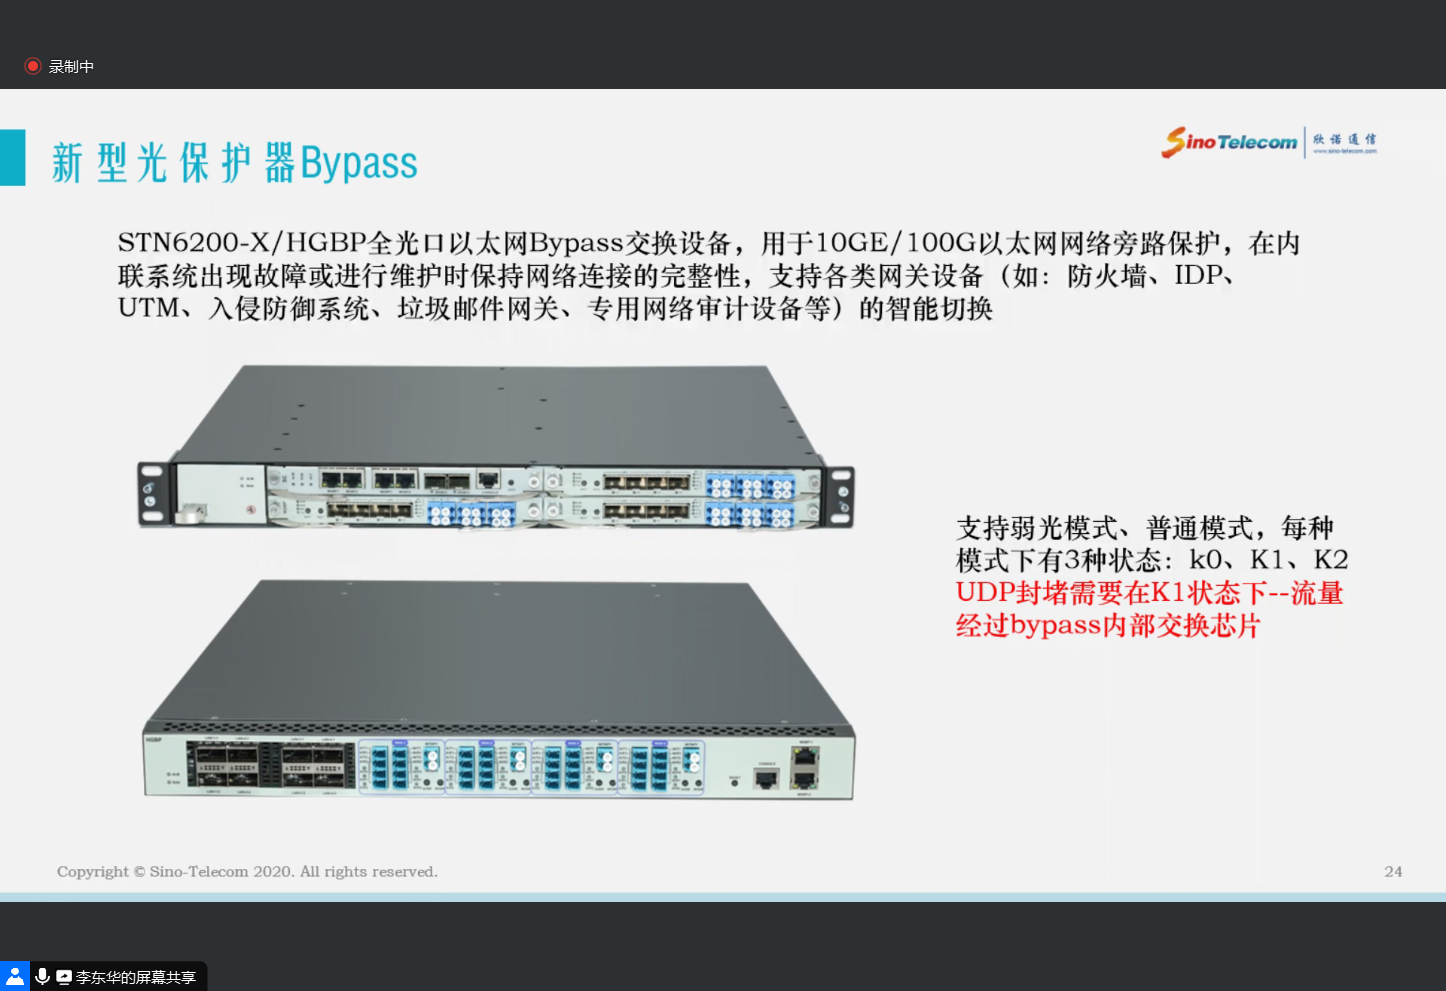 录制中
新型光保护器Bypass
SinoTelecom 欣诺通信
www.sino-telecom.com
STN6200-X/HGBP全光口以太网Bypass交换设备，用于10GE/100G以太网网络旁路保护，在内
联系统出现故障或进行维护时保持网络连接的完整性，支持各类网关设备（如：防火墙、IDP、
UTM、入侵防御系统、垃圾邮件网关、专用网络审计设备等）的智能切换
支持弱光模式、普通模式，每种
模式下有3种状态：k0、K1、K2
UDP封堵需要在K1状态下--流量
经过bypass内部交换芯片
HGBP
Copyright © Sino-Telecom 2020. All rights reserved.
24
李东华的屏幕共享